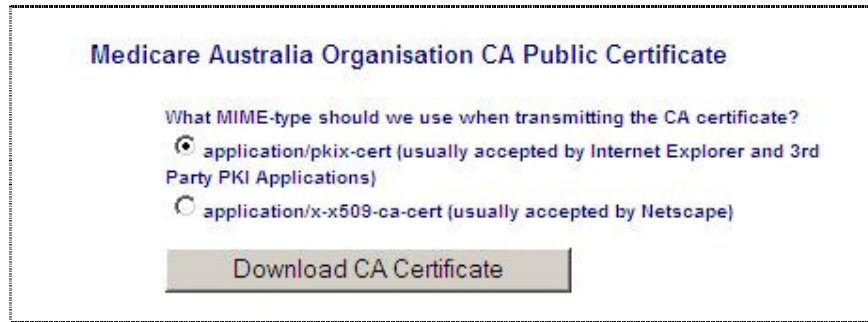 Medicare Australia Organisation CA Public Certificate
What MIME-type should we use when transmitting the CA certificate?
application/pkix-cert (usually accepted by Internet Explorer and 3rd
Party PKI Applications)
application/x-x509-ca-cert (usually accepted by Netscape)
Download CA Certificate